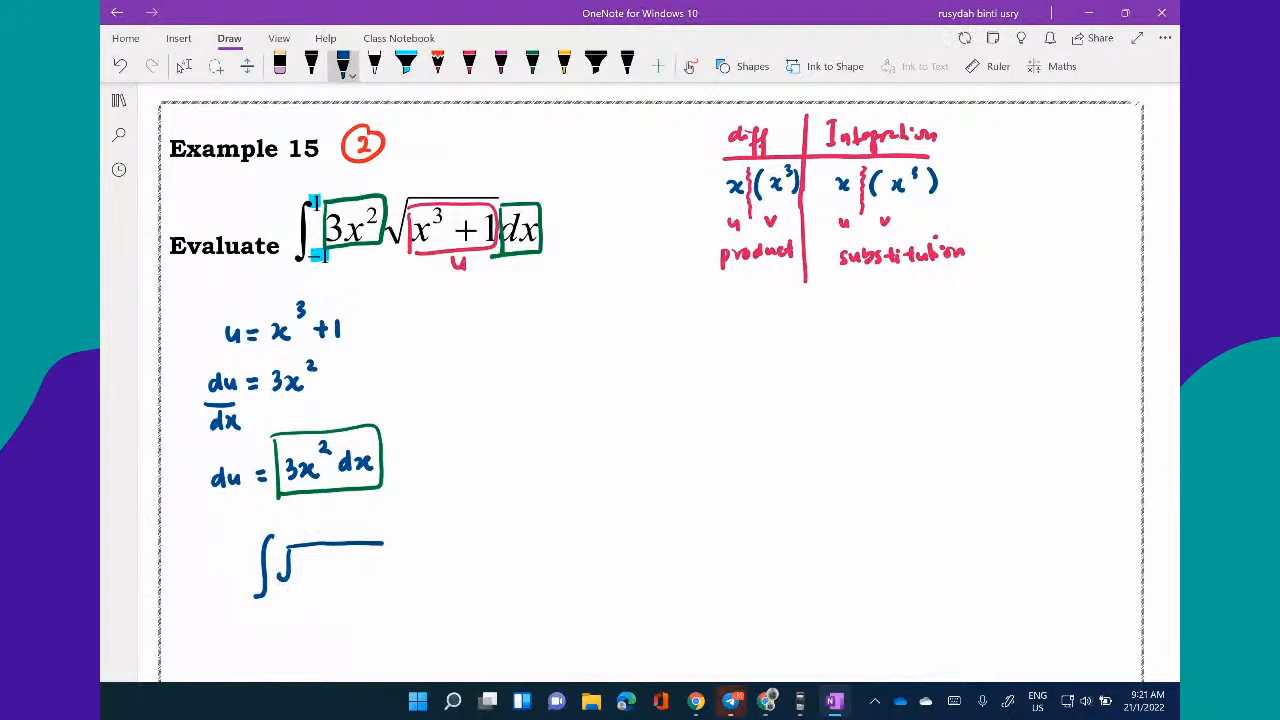 OneNote for Windows 10
rusydah binti usry
Home Insert Draw View Help Class Notebook
Share
Shapes Ink to Shape Ink to Text Ruler Maths
Example 15 2
Evaluate ∫₋₁¹ 3x² √(x³ + 1) dx
u
u = x³ + 1
du/dx = 3x²
du = 3x² dx
∫√
diff Integration
x (x³) x (x³)
u v u v
product substitution
ENG
US
9:21 AM
21/1/2022